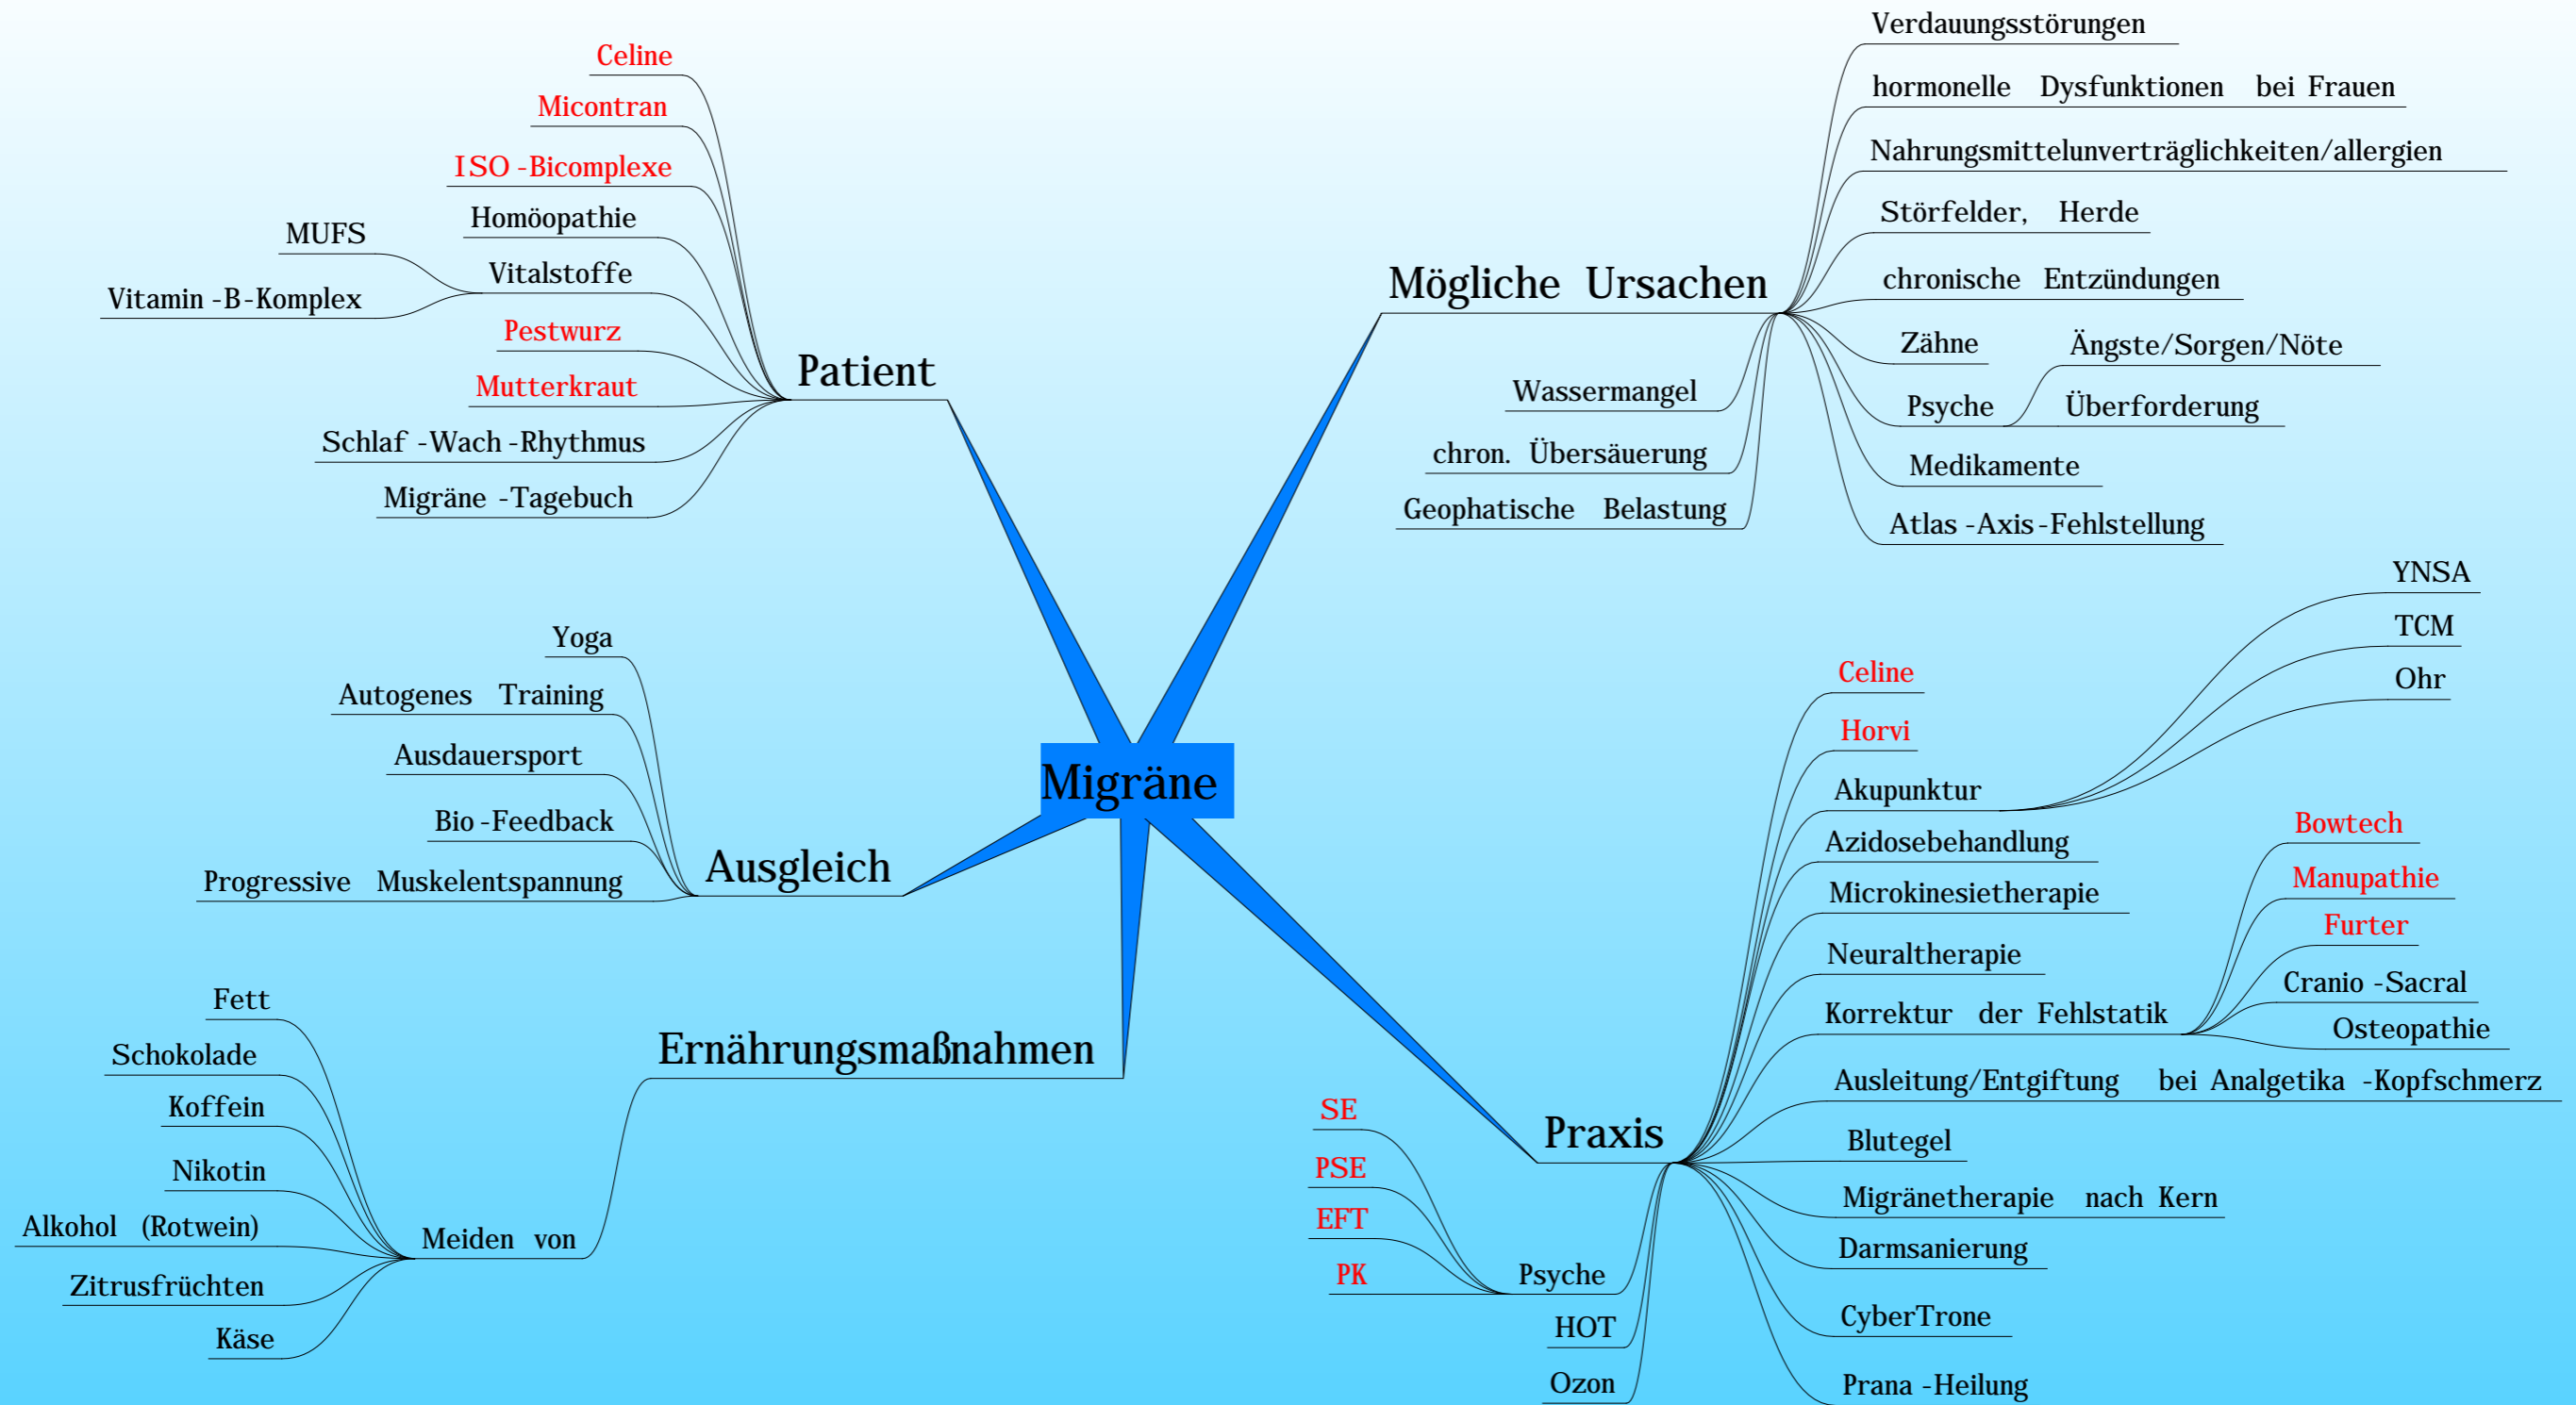 Migräne
Mögliche Ursachen
Verdauungsstörungen
hormonelle Dysfunktionen bei Frauen
Nahrungsmittelunverträglichkeiten/allergien
Störfelder, Herde
chronische Entzündungen
Zähne
Psyche
Ängste/Sorgen/Nöte
Überforderung
Medikamente
Atlas-Axis-Fehlstellung
Wassermangel
chron. Übersäuerung
Geophatische Belastung
Praxis
Celine
Horvi
Akupunktur
YNSA
TCM
Ohr
Azidosebehandlung
Microkinesietherapie
Neuraltherapie
Korrektur der Fehlstatik
Bowtech
Manupathie
Furter
Cranio-Sacral
Osteopathie
Ausleitung/Entgiftung bei Analgetika-Kopfschmerz
Blutegel
Migränetherapie nach Kern
Darmsanierung
CyberTrone
Prana-Heilung
Psyche
SE
PSE
EFT
PK
HOT
Ozon
Ernährungsmaßnahmen
Meiden von
Fett
Schokolade
Koffein
Nikotin
Alkohol (Rotwein)
Zitrusfrüchten
Käse
Ausgleich
Yoga
Autogenes Training
Ausdauersport
Bio-Feedback
Progressive Muskelentspannung
Patient
Celine
Micontran
ISO-Bicomplexe
Homöopathie
Vitalstoffe
MUFS
Vitamin-B-Komplex
Pestwurz
Mutterkraut
Schlaf-Wach-Rhythmus
Migräne-Tagebuch